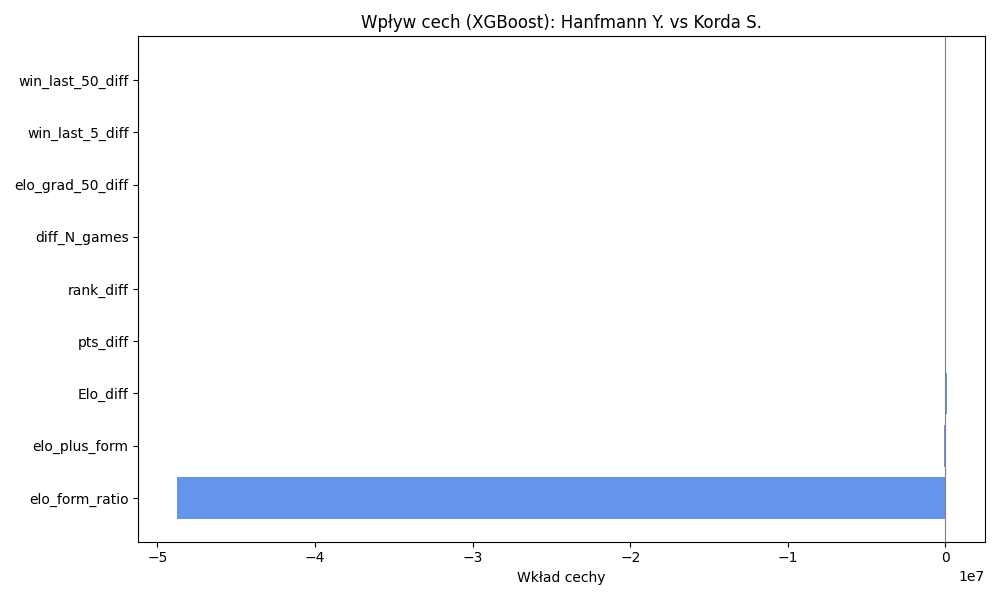 Wpływ cech (XGBoost): Hanfmann Y. vs Korda S.
win_last_50_diff
win_last_5_diff
elo_grad_50_diff
diff_N_games
rank_diff
pts_diff
Elo_diff
elo_plus_form
elo_form_ratio
−5 −4 −3 −2 −1 0
1e7
Wkład cechy